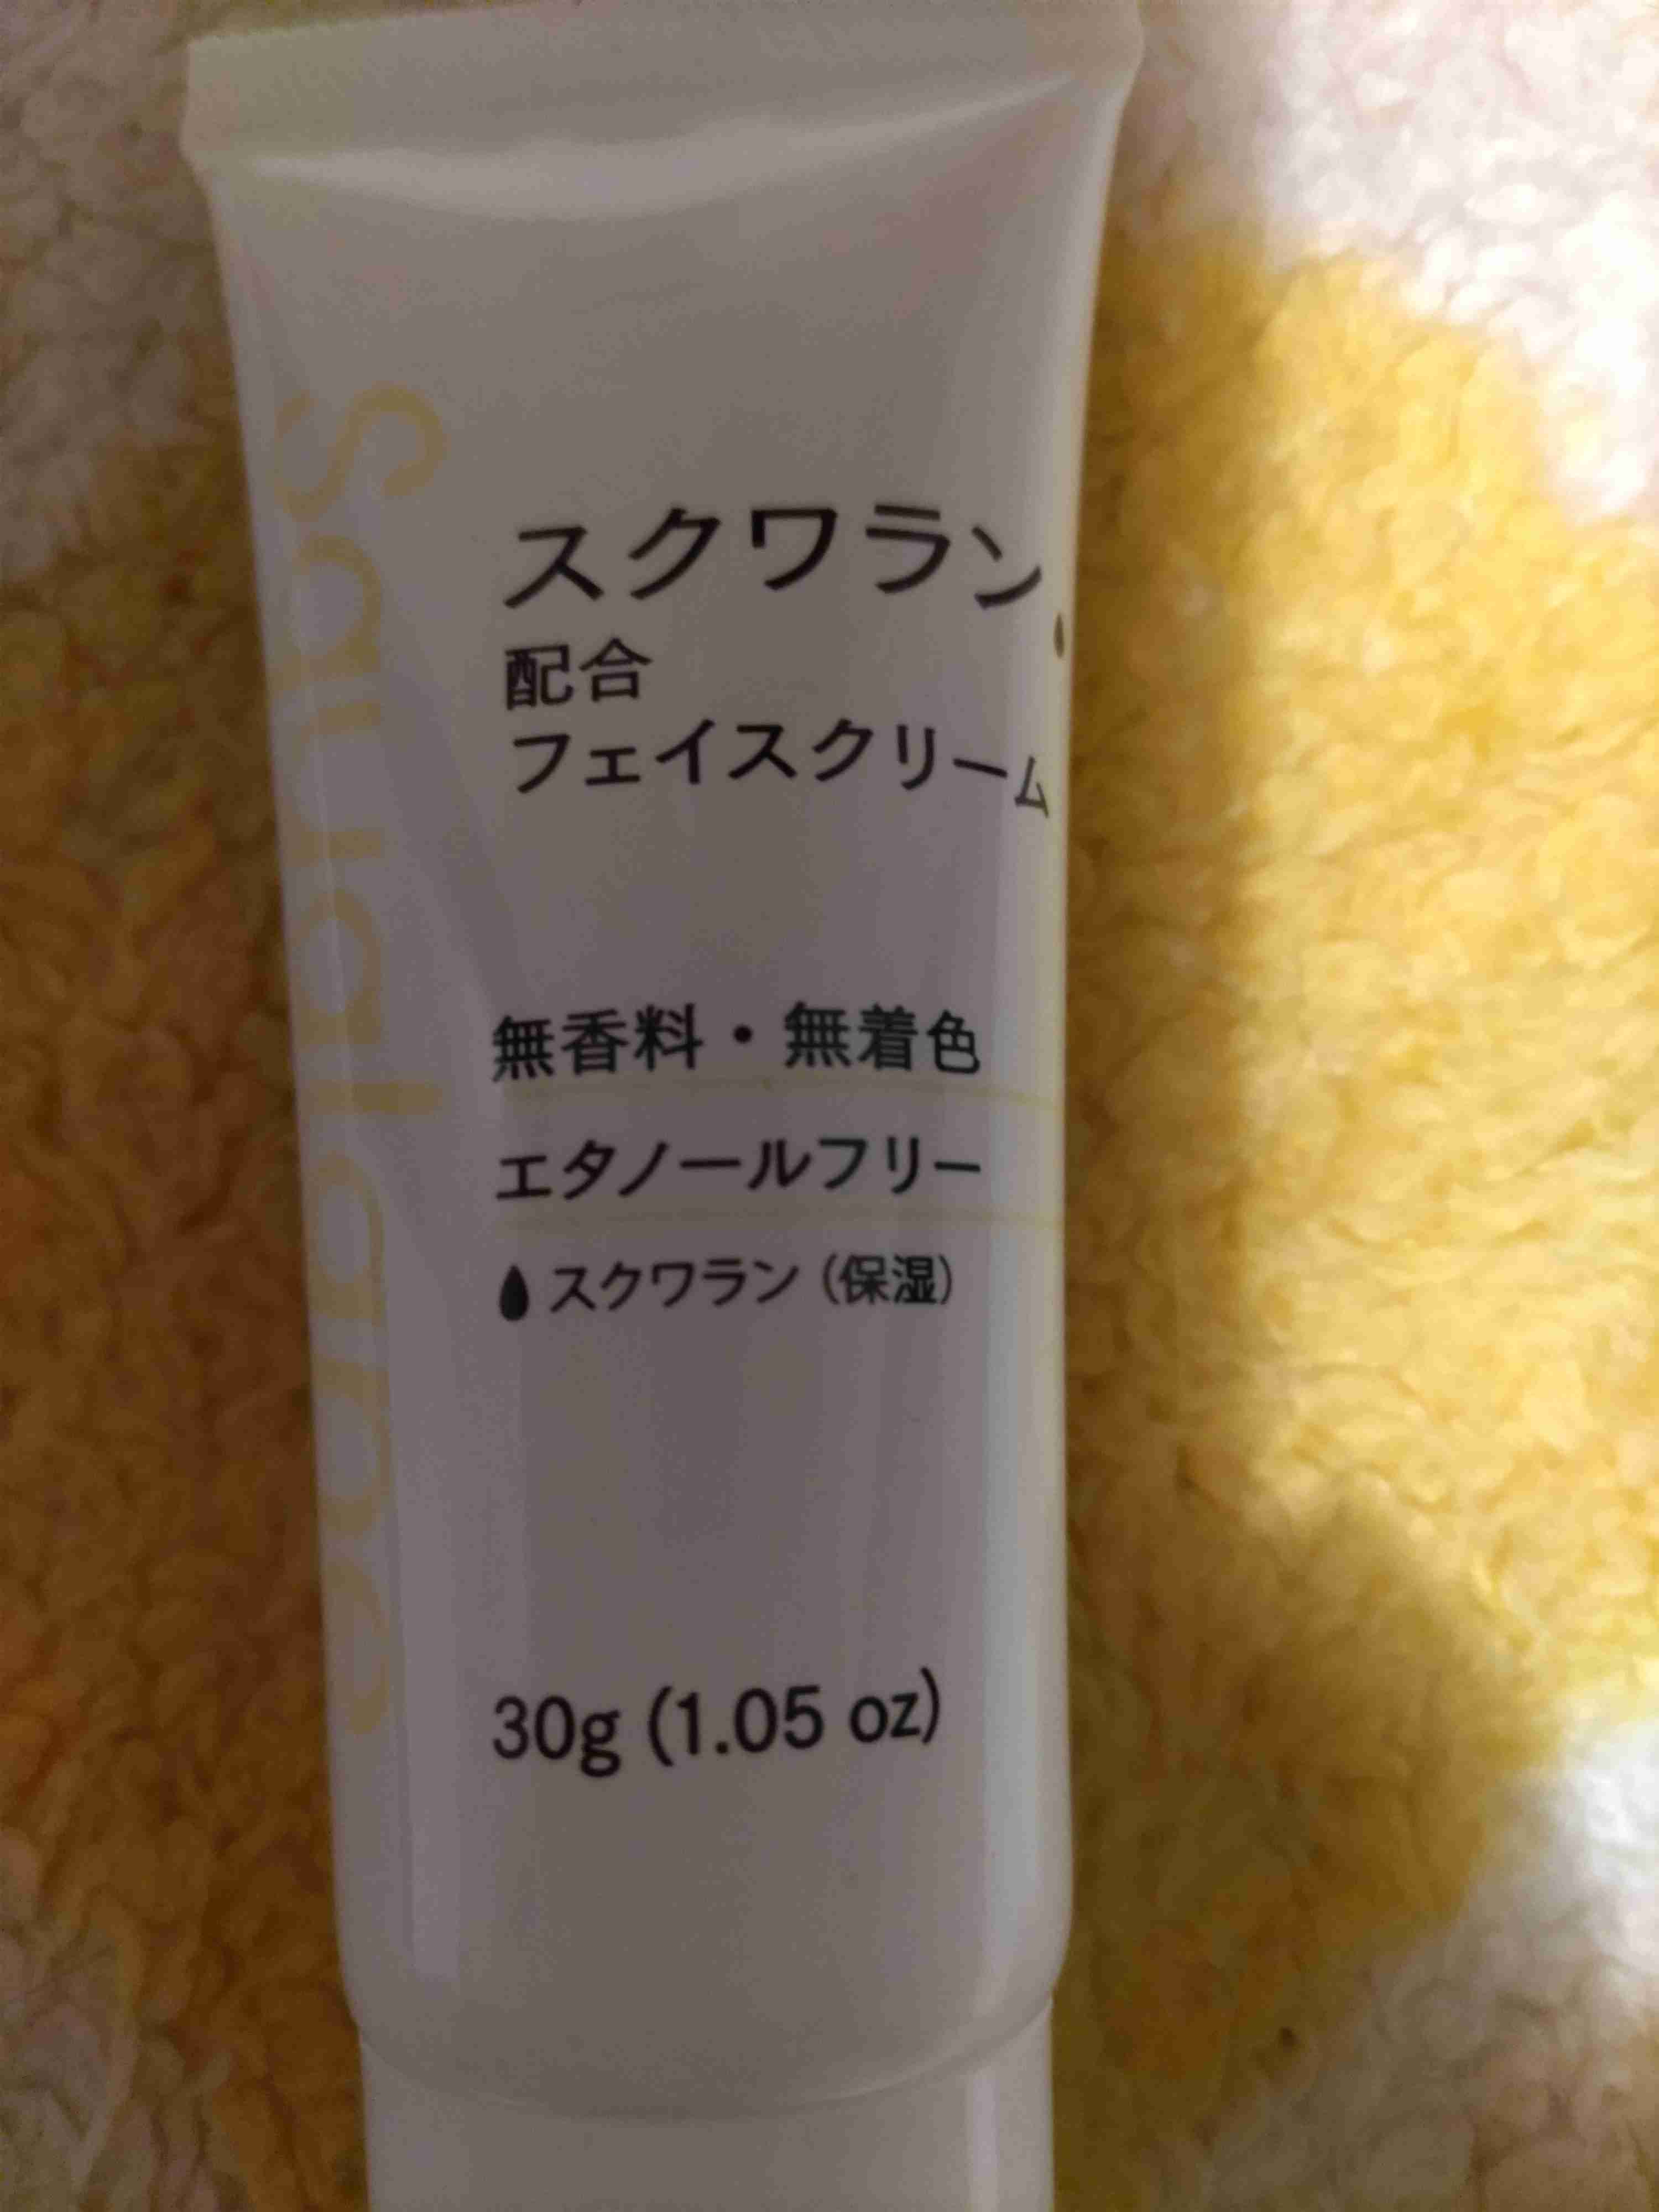 Squalane
スクワラン
配合
フェイスクリーム
無香料・無着色
エタノールフリー
スクワラン(保湿)
30g (1.05 oz)